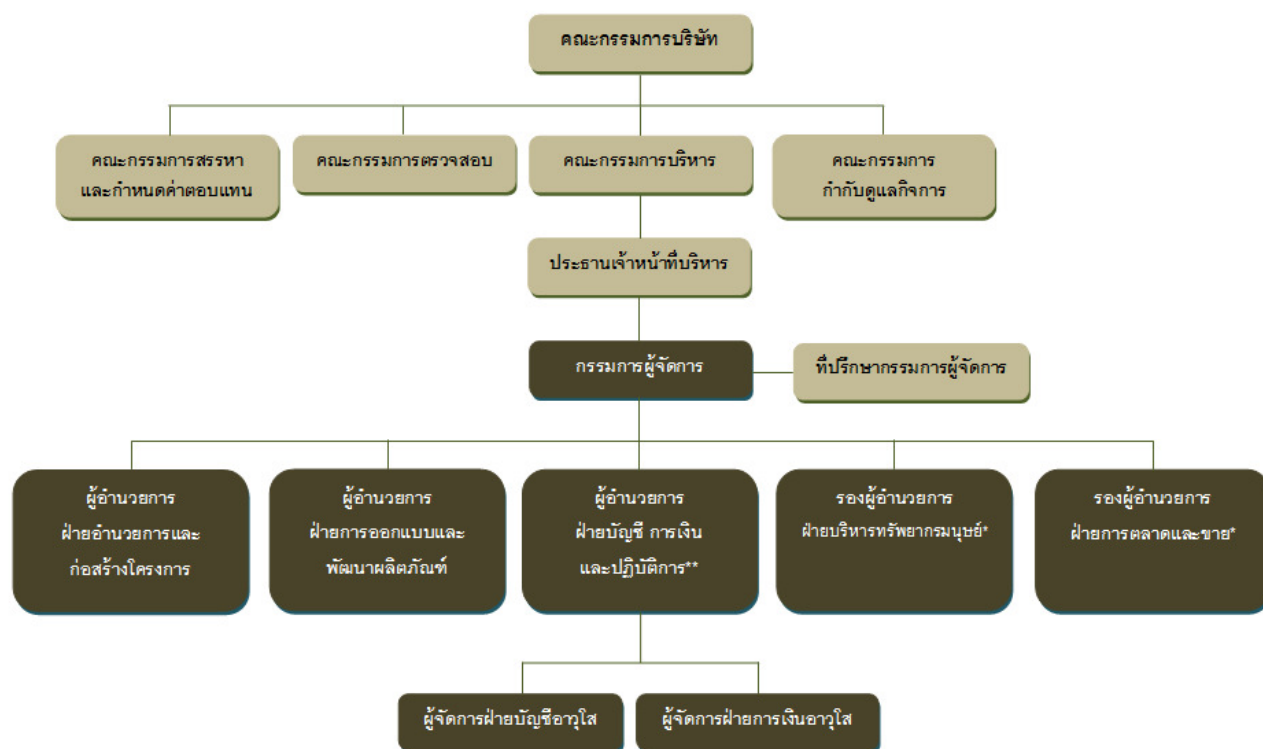 คณะกรรมการบริษัท
คณะกรรมการสรรหา
และกำหนดค่าตอบแทน
คณะกรรมการตรวจสอบ
คณะกรรมการบริหาร
คณะกรรมการ
กำกับดูแลกิจการ
ประธานเจ้าหน้าที่บริหาร
กรรมการผู้จัดการ
ที่ปรึกษากรรมการผู้จัดการ
ผู้อำนวยการ
ฝ่ายอำนวยการและ
ก่อสร้างโครงการ
ผู้อำนวยการ
ฝ่ายการออกแบบและ
พัฒนาผลิตภัณฑ์
ผู้อำนวยการ
ฝ่ายบัญชี การเงิน
และปฏิบัติการ**
รองผู้อำนวยการ
ฝ่ายบริหารทรัพยากรมนุษย์*
รองผู้อำนวยการ
ฝ่ายการตลาดและขาย*
ผู้จัดการฝ่ายบัญชีอาวุโส
ผู้จัดการฝ่ายการเงินอาวุโส